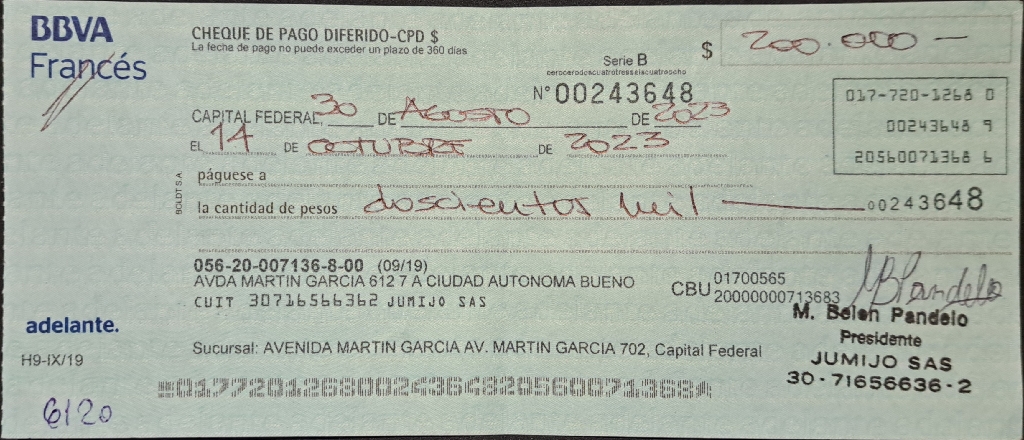 BBVA
Francés
CHEQUE DE PAGO DIFERIDO-CPD $
La fecha de pago no puede exceder un plazo de 360 días
$ 200.000 —
Serie B
cerocerodoscuatrotresseiscuatroocho
N° 00243648
CAPITAL FEDERAL, 30 DE AGOSTO DE 2023
EL 14 DE OCTUBRE DE 2023
017-720-1268 0
00243648 9
20560071368 6
páguese a
la cantidad de pesos doscientos mil 00243648
BOLDT S.A.
056-20-007136-8-00 (09/19)
AVDA MARTIN GARCIA 612 7 A CIUDAD AUTONOMA BUENO
CUIT 30716566362 JUMIJO SAS
CBU 01700565
20000000713683
MB Pandelo
M. Belen Pandelo
Presidente
JUMIJO SAS
30-71656636-2
adelante.
H9-IX/19
Sucursal: AVENIDA MARTIN GARCIA AV. MARTIN GARCIA 702, Capital Federal
01772012680024364820560071368
6120